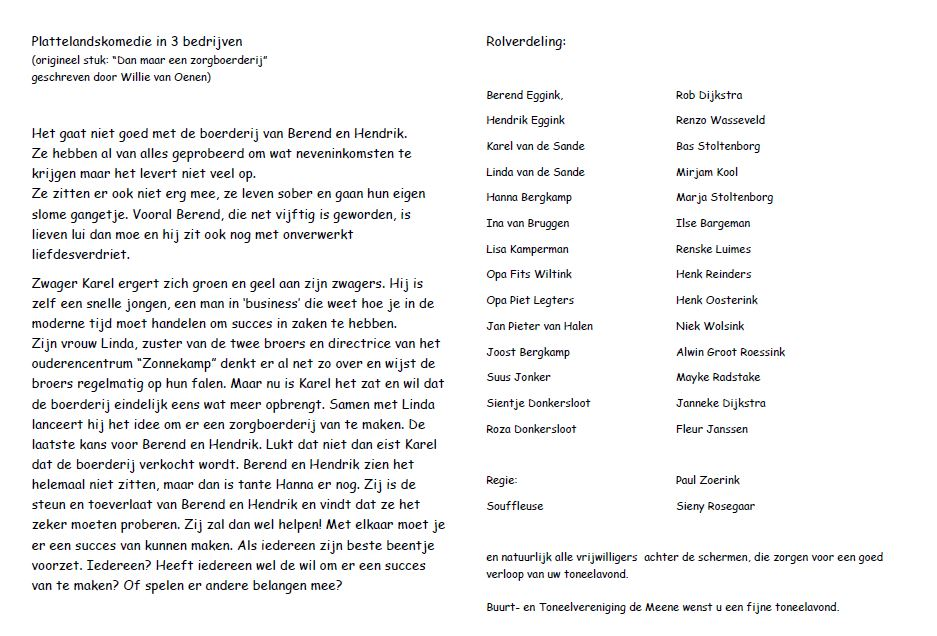 Plattelandskomedie in 3 bedrijven
(origineel stuk: "Dan maar een zorgboerderij"
geschreven door Willie van Oenen)
Het gaat niet goed met de boerderij van Berend en Hendrik.
Ze hebben al van alles geprobeerd om wat neveninkomsten te
krijgen maar het levert niet veel op.
Ze zitten er ook niet erg mee, ze leven sober en gaan hun eigen
slome gangetje. Vooral Berend, die net vijftig is geworden, is
lieven lui dan moe en hij zit ook nog met onverwerkt
liefdesverdriet.
Zwager Karel ergert zich groen en geel aan zijn zwagers. Hij is
zelf een snelle jongen, een man in 'business' die weet hoe je in de
moderne tijd moet handelen om succes in zaken te hebben.
Zijn vrouw Linda, zuster van de twee broers en directrice van het
ouderencentrum "Zonnekamp" denkt er al net zo over en wijst de
broers regelmatig op hun falen. Maar nu is Karel het zat en wil dat
de boerderij eindelijk eens wat meer opbrengt. Samen met Linda
lanceert hij het idee om er een zorgboerderij van te maken. De
laatste kans voor Berend en Hendrik. Lukt dat niet dan eist Karel
dat de boerderij verkocht wordt. Berend en Hendrik zien het
helemaal niet zitten, maar dan is tante Hanna er nog. Zij is de
steun en toeverlaat van Berend en Hendrik en vindt dat ze het
zeker moeten proberen. Zij zal dan wel helpen! Met elkaar moet je
er een succes van kunnen maken. Als iedereen zijn beste beentje
voorzet. Iedereen? Heeft iedereen wel de wil om er een succes
van te maken? Of spelen er andere belangen mee?
Rolverdeling:
Berend Eggink, Rob Dijkstra
Hendrik Eggink Renzo Wasseveld
Karel van de Sande Bas Stoltenborg
Linda van de Sande Mirjam Kool
Hanna Bergkamp Marja Stoltenborg
Ina van Bruggen Ilse Bargeman
Lisa Kamperman Renske Luimes
Opa Fits Wiltink Henk Reinders
Opa Piet Legters Henk Oosterink
Jan Pieter van Halen Niek Wolsink
Joost Bergkamp Alwin Groot Roessink
Suus Jonker Mayke Radstake
Sientje Donkersloot Janneke Dijkstra
Roza Donkersloot Fleur Janssen
Regie: Paul Zoerink
Souffleuse Sieny Rosegaar
en natuurlijk alle vrijwilligers achter de schermen, die zorgen voor een goed
verloop van uw toneelavond.
Buurt- en Toneelvereniging de Meene wenst u een fijne toneelavond.